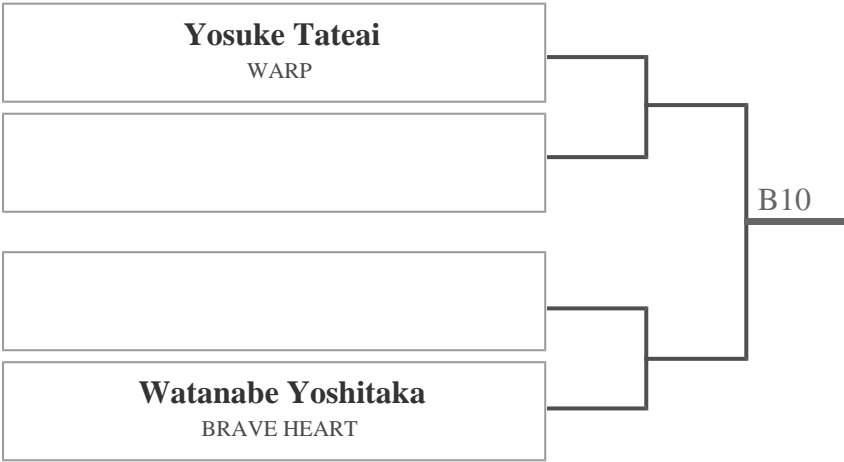 Yosuke Tateai
WARP
B10
Watanabe Yoshitaka
BRAVE HEART